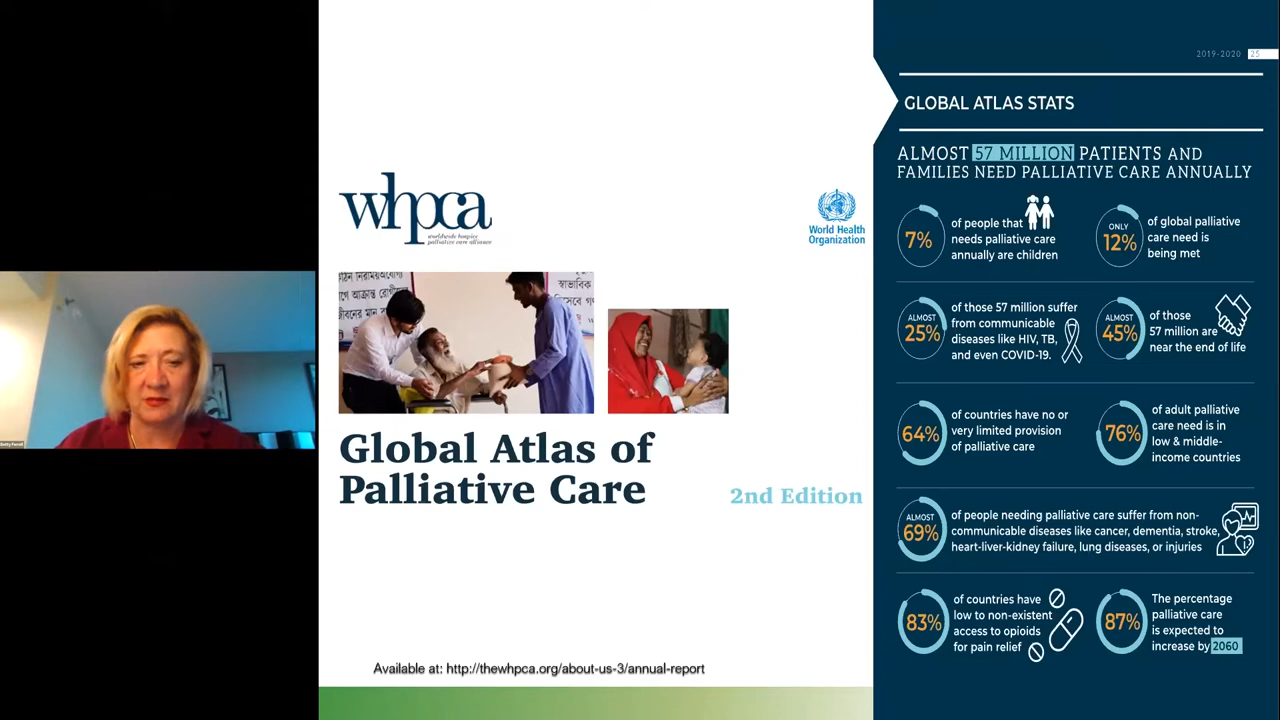 Betty Ferrell
whpca
worldwide hospice
palliative care alliance
World Health
Organization
জীবনের মান
স্বাভাবিক
Global Atlas of
Palliative Care
2nd Edition
Available at: http://thewhpca.org/about-us-3/annual-report
2019-2020 25
GLOBAL ATLAS STATS
ALMOST 57 MILLION PATIENTS AND
FAMILIES NEED PALLIATIVE CARE ANNUALLY
7%
of people that
needs palliative care
annually are children
ONLY
12%
of global palliative
care need is
being met
ALMOST
25%
of those 57 million suffer
from communicable
diseases like HIV, TB,
and even COVID-19.
ALMOST
45%
of those
57 million are
near the end of life
64%
of countries have no or
very limited provision
of palliative care
76%
of adult palliative
care need is in
low & middle-
income countries
ALMOST
69%
of people needing palliative care suffer from non-
communicable diseases like cancer, dementia, stroke,
heart-liver-kidney failure, lung diseases, or injuries
83%
of countries have
low to non-existent
access to opioids
for pain relief
87%
The percentage
palliative care
is expected to
increase by 2060